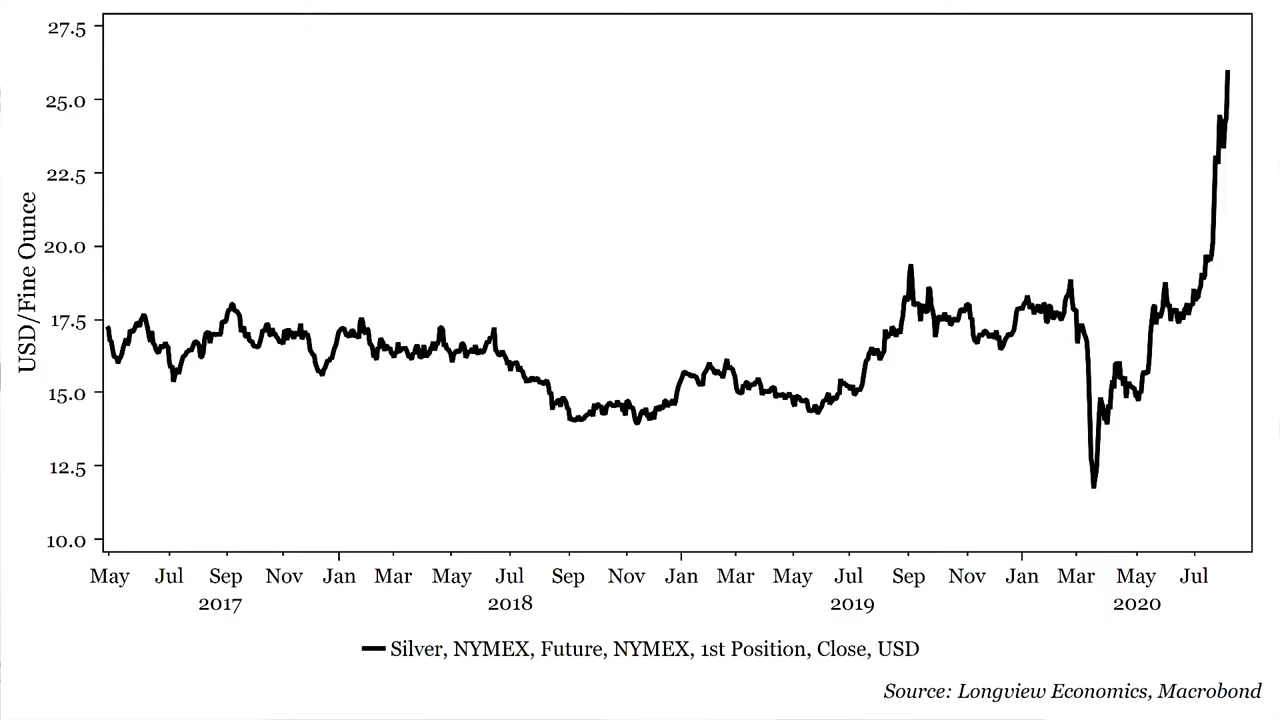 27.5
25.0
22.5
20.0
17.5
15.0
12.5
10.0
USD/Fine Ounce
May Jul Sep Nov Jan Mar May Jul Sep Nov Jan Mar May Jul Sep Nov Jan Mar May Jul
2017 2018 2019 2020
Silver, NYMEX, Future, NYMEX, 1st Position, Close, USD
Source: Longview Economics, Macrobond